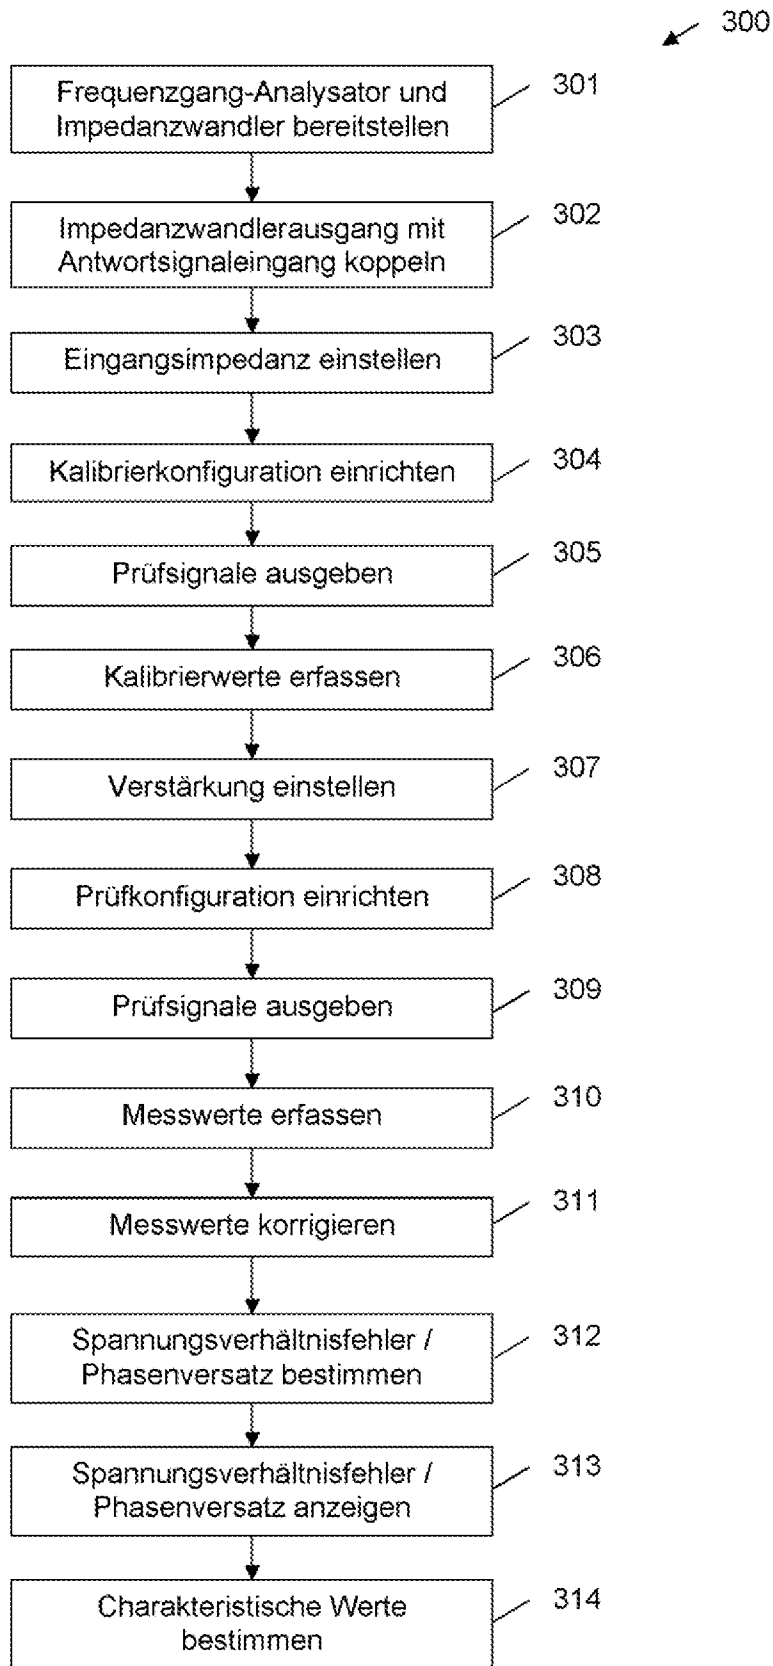 300
Frequenzgang-Analysator und
Impedanzwandler bereitstellen
301
Impedanzwandlerausgang mit
Antwortsignaleingang koppeln
302
Eingangsimpedanz einstellen
303
Kalibrierkonfiguration einrichten
304
Prüfsignale ausgeben
305
Kalibrierwerte erfassen
306
Verstärkung einstellen
307
Prüfkonfiguration einrichten
308
Prüfsignale ausgeben
309
Messwerte erfassen
310
Messwerte korrigieren
311
Spannungsverhältnisfehler /
Phasenversatz bestimmen
312
Spannungsverhältnisfehler /
Phasenversatz anzeigen
313
Charakteristische Werte
bestimmen
314